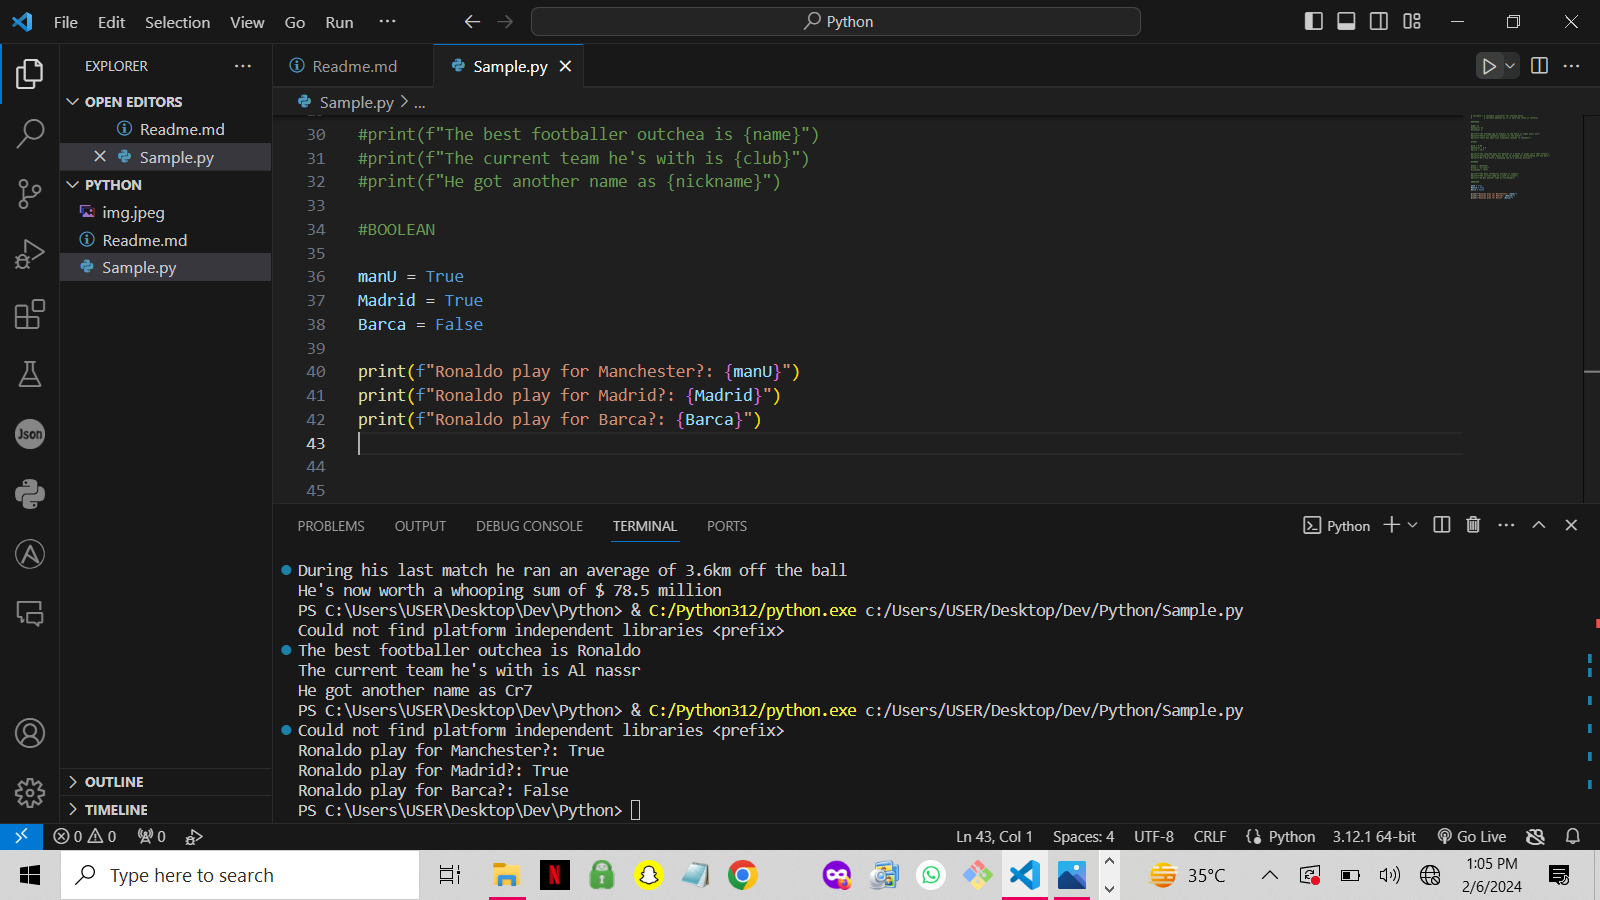 File Edit Selection View Go Run ··· Python
EXPLORER ···
OPEN EDITORS
Readme.md
Sample.py
PYTHON
img.jpeg
Readme.md
Sample.py
OUTLINE
TIMELINE
Json
Readme.md Sample.py
Sample.py > ...
30 #print(f"The best footballer outchea is {name}")
31 #print(f"The current team he's with is {club}")
32 #print(f"He got another name as {nickname}")
33
34 #BOOLEAN
35
36 manU = True
37 Madrid = True
38 Barca = False
39
40 print(f"Ronaldo play for Manchester?: {manU}")
41 print(f"Ronaldo play for Madrid?: {Madrid}")
42 print(f"Ronaldo play for Barca?: {Barca}")
43
44
45
PROBLEMS OUTPUT DEBUG CONSOLE TERMINAL PORTS Python
During his last match he ran an average of 3.6km off the ball
He's now worth a whooping sum of $ 78.5 million
PS C:\Users\USER\Desktop\Dev\Python> & C:/Python312/python.exe c:/Users/USER/Desktop/Dev/Python/Sample.py
Could not find platform independent libraries <prefix>
The best footballer outchea is Ronaldo
The current team he's with is Al nassr
He got another name as Cr7
PS C:\Users\USER\Desktop\Dev\Python> & C:/Python312/python.exe c:/Users/USER/Desktop/Dev/Python/Sample.py
Could not find platform independent libraries <prefix>
Ronaldo play for Manchester?: True
Ronaldo play for Madrid?: True
Ronaldo play for Barca?: False
PS C:\Users\USER\Desktop\Dev\Python>
0 0 0 Ln 43, Col 1 Spaces: 4 UTF-8 CRLF Python 3.12.1 64-bit Go Live
Type here to search N 35°C 1:05 PM
2/6/2024